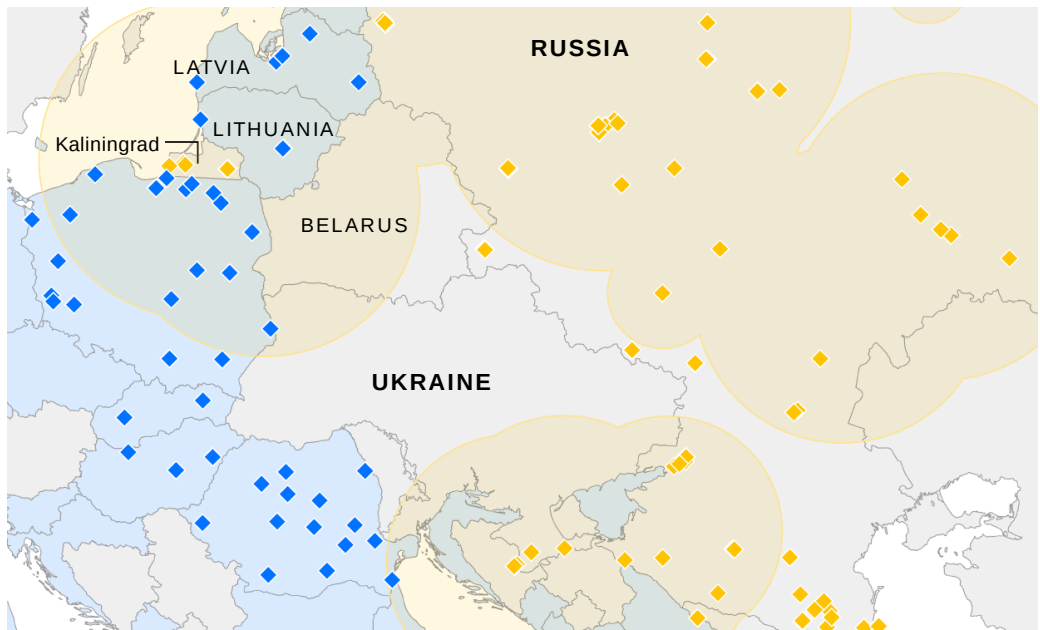 RUSSIA
LATVIA
LITHUANIA
Kaliningrad
BELARUS
UKRAINE